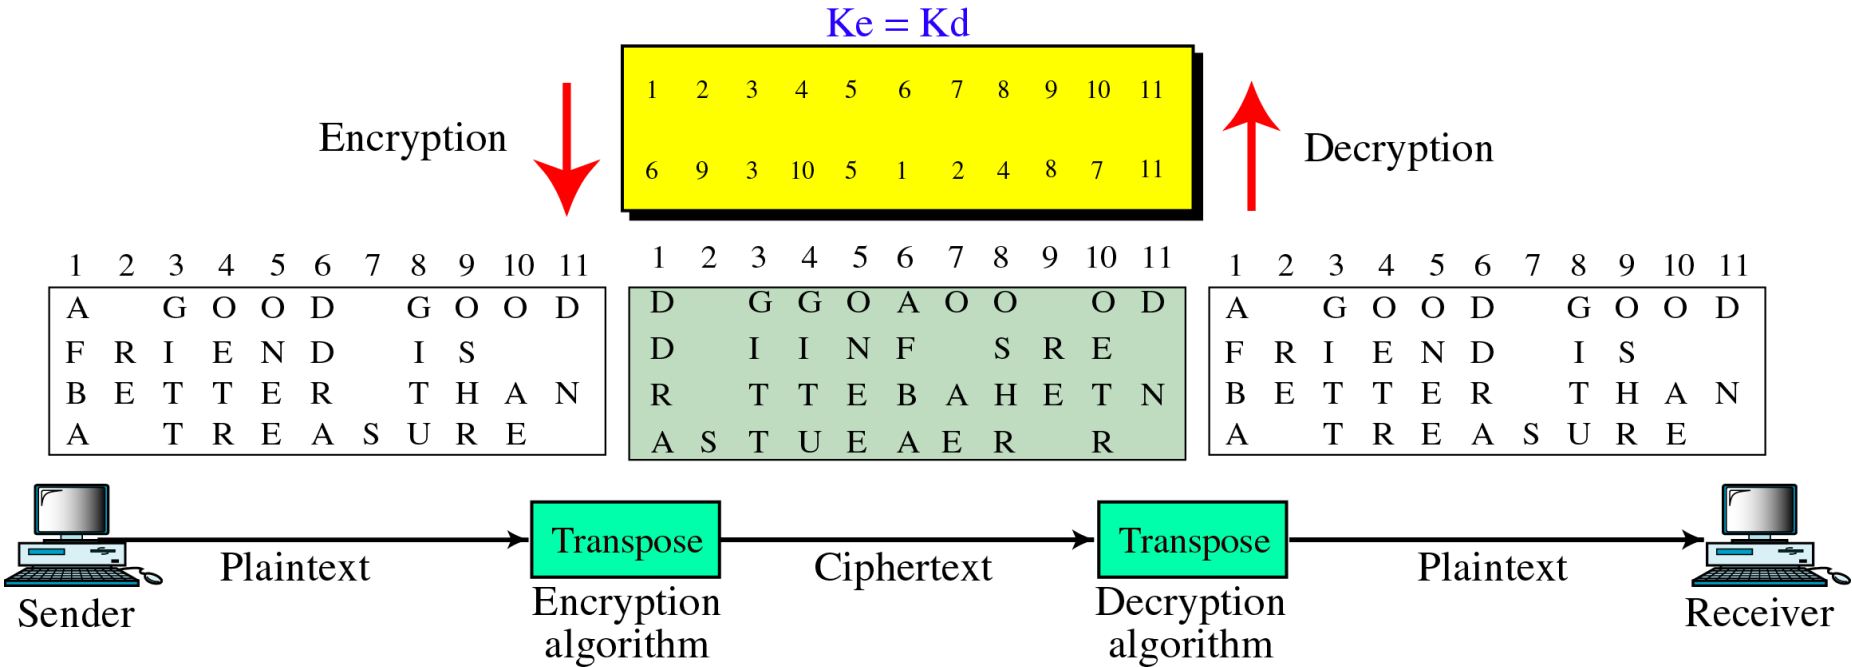 Ke = Kd
1 2 3 4 5 6 7 8 9 10 11
Encryption
Decryption
6 9 3 10 5 1 2 4 8 7 11
1 2 3 4 5 6 7 8 9 10 11
A G O O D G O O D
F R I E N D I S
B E T T E R T H A N
A T R E A S U R E
1 2 3 4 5 6 7 8 9 10 11
D G G O A O O O D
D I I N F S R E
R T T E B A H E T N
A S T U E A E R R
1 2 3 4 5 6 7 8 9 10 11
A G O O D G O O D
F R I E N D I S
B E T T E R T H A N
A T R E A S U R E
Sender
Plaintext
Transpose
Encryption
algorithm
Ciphertext
Transpose
Decryption
algorithm
Plaintext
Receiver